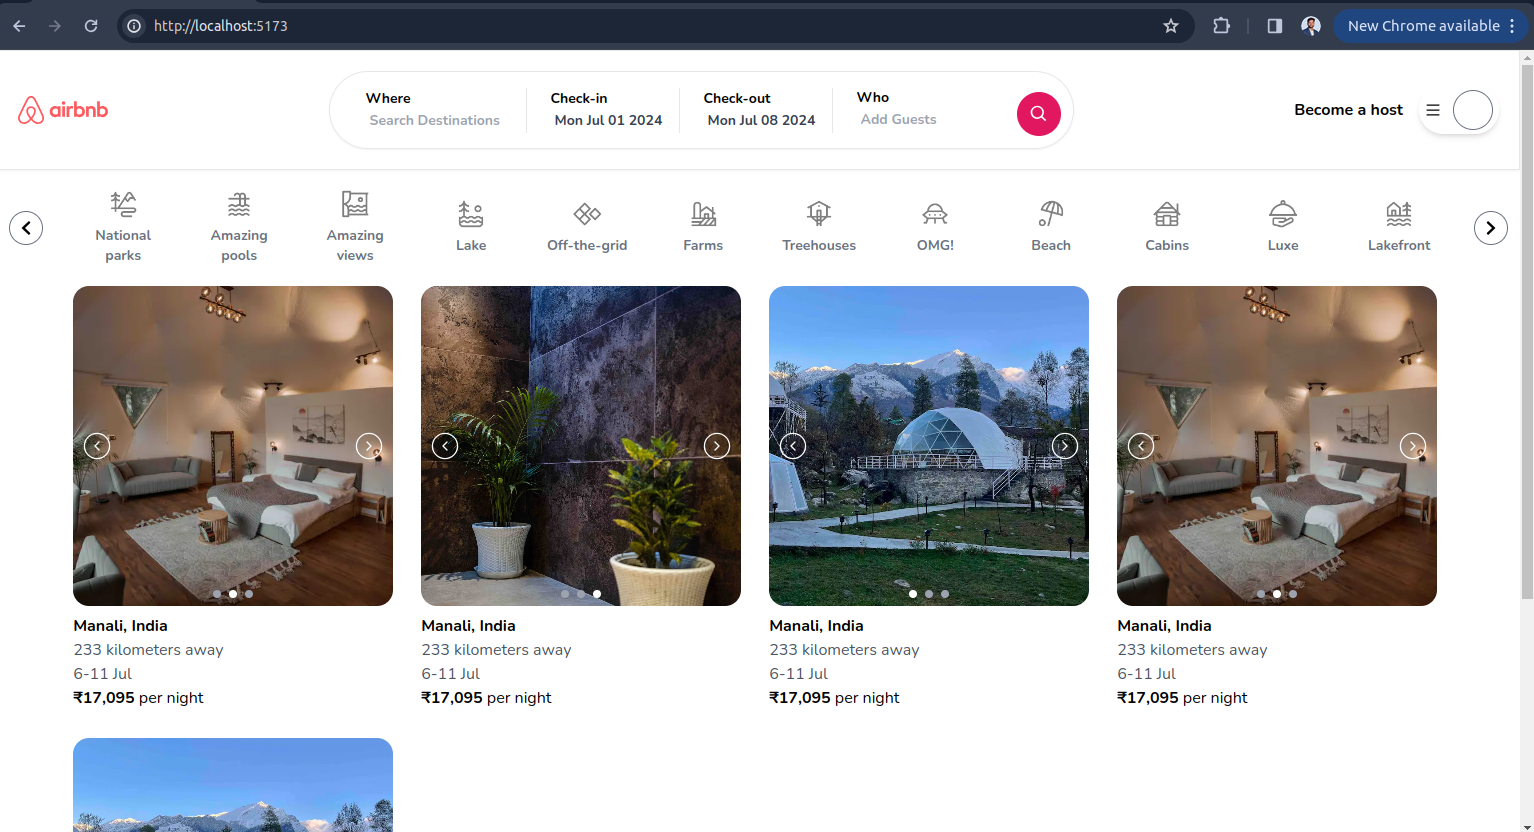 http://localhost:5173
New Chrome available
airbnb
Where
Search Destinations
Check-in
Mon Jul 01 2024
Check-out
Mon Jul 08 2024
Who
Add Guests
Become a host
National
parks
Amazing
pools
Amazing
views
Lake
Off-the-grid
Farms
Treehouses
OMG!
Beach
Cabins
Luxe
Lakefront
Manali, India
233 kilometers away
6-11 Jul
₹17,095 per night
Manali, India
233 kilometers away
6-11 Jul
₹17,095 per night
Manali, India
233 kilometers away
6-11 Jul
₹17,095 per night
Manali, India
233 kilometers away
6-11 Jul
₹17,095 per night